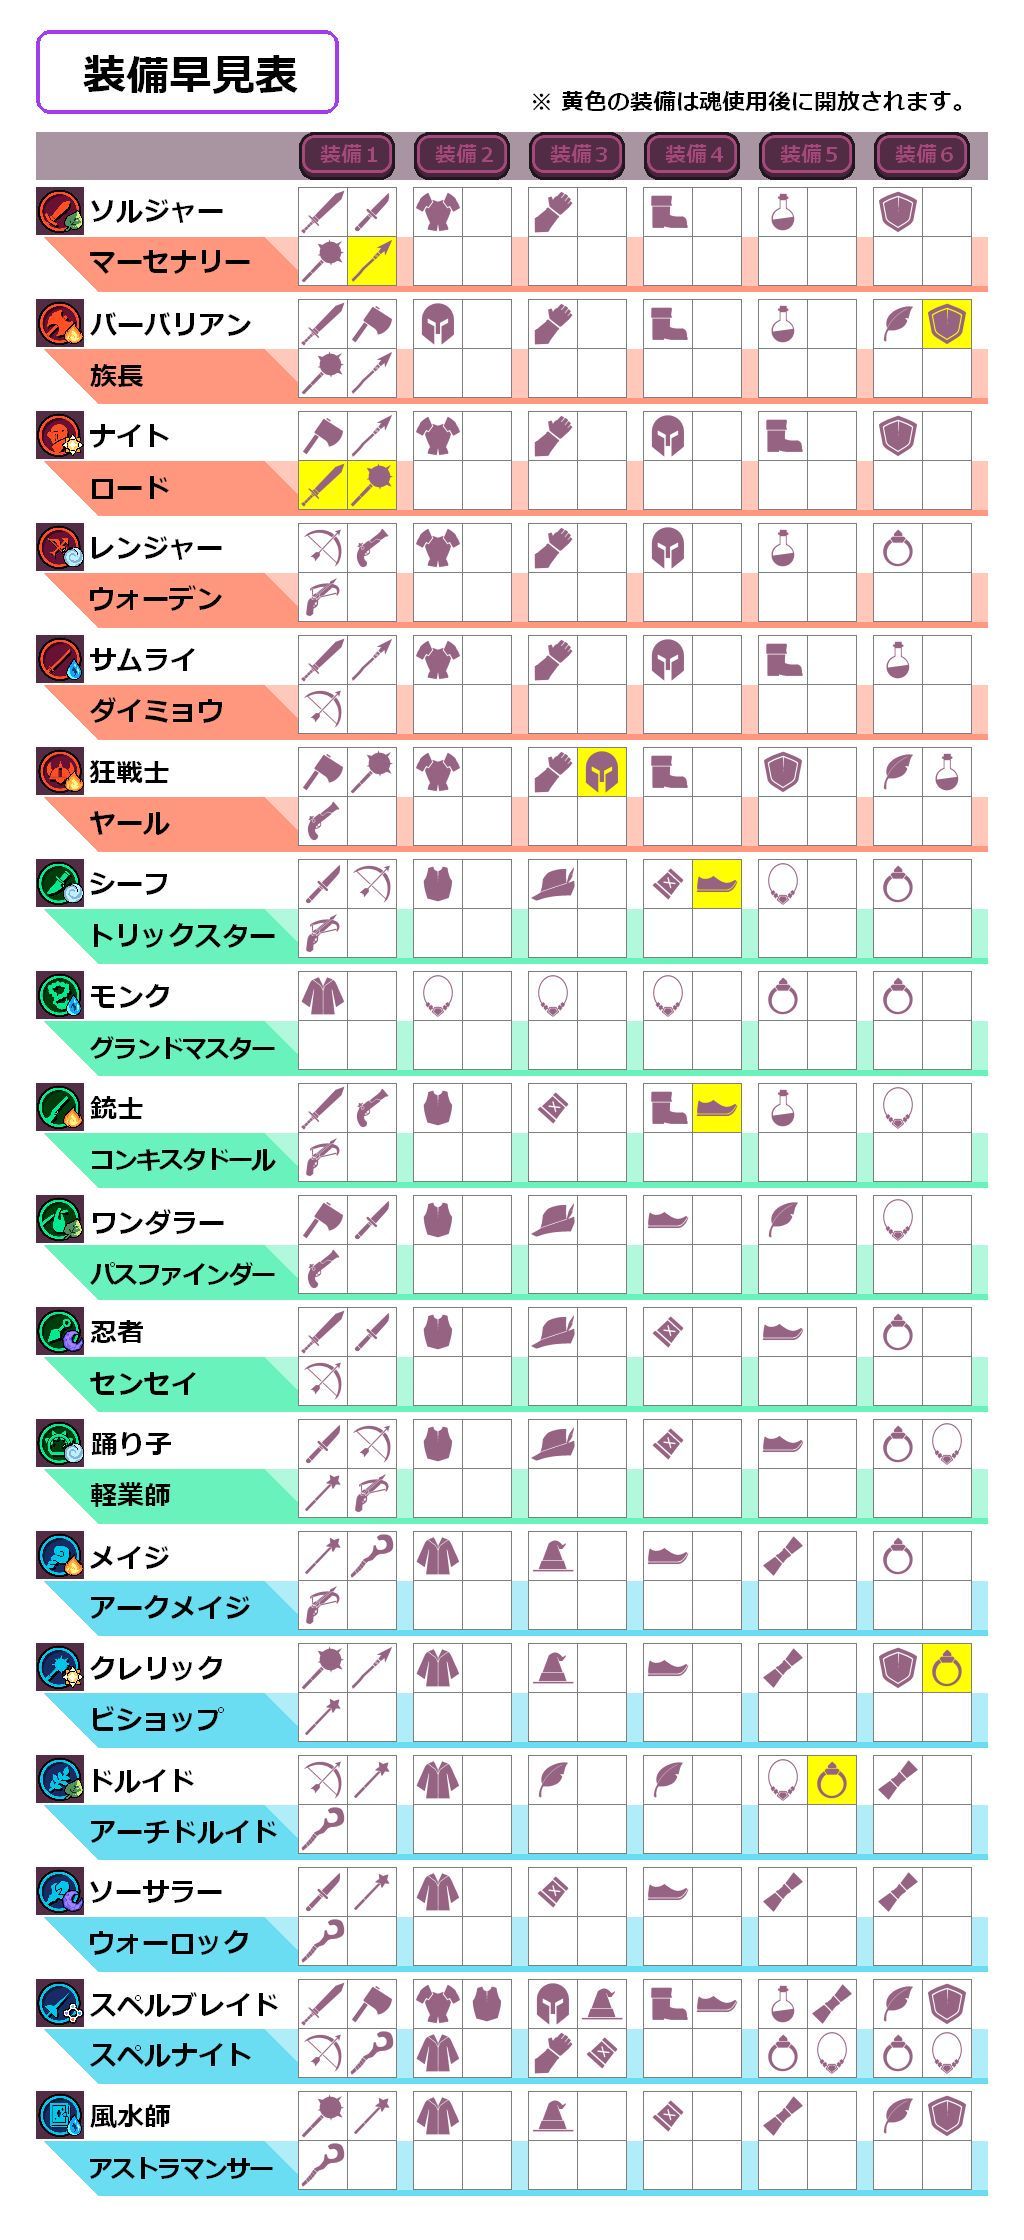 装備早見表
※ 黄色の装備は魂使用後に開放されます。
装備1 装備2 装備3 装備4 装備5 装備6
ソルジャー
マーセナリー
バーバリアン
族長
ナイト
ロード
レンジャー
ウォーデン
サムライ
ダイミョウ
狂戦士
ヤール
シーフ
トリックスター
モンク
グランドマスター
銃士
コンキスタドール
ワンダラー
パスファインダー
忍者
センセイ
踊り子
軽業師
メイジ
アークメイジ
クレリック
ビショップ
ドルイド
アーチドルイド
ソーサラー
ウォーロック
スペルブレイド
スペルナイト
風水師
アストラマンサー